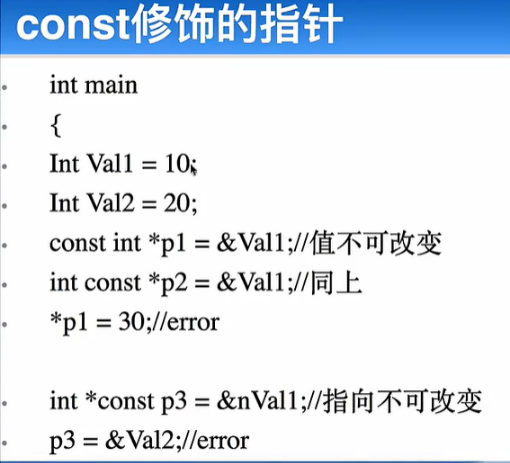 const修饰的指针
int main
{
Int Val1 = 10;
Int Val2 = 20;
const int *p1 = &Val1;//值不可改变
int const *p2 = &Val1;//同上
*p1 = 30;//error
int *const p3 = &nVal1;//指向不可改变
p3 = &Val2;//error